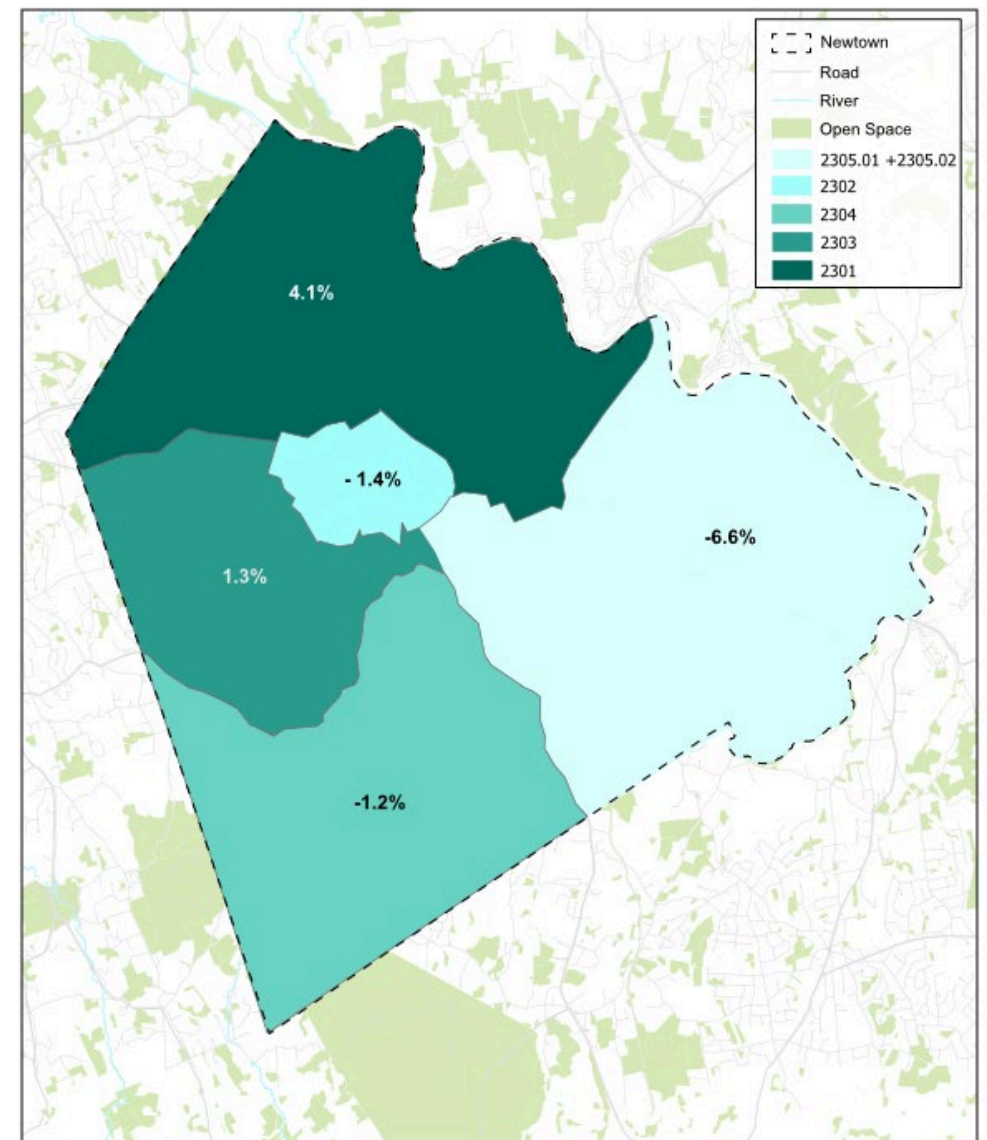 Newtown
Road
River
Open Space
2305.01 +2305.02
2302
2304
2303
2301
4.1%
- 1.4%
-6.6%
1.3%
-1.2%